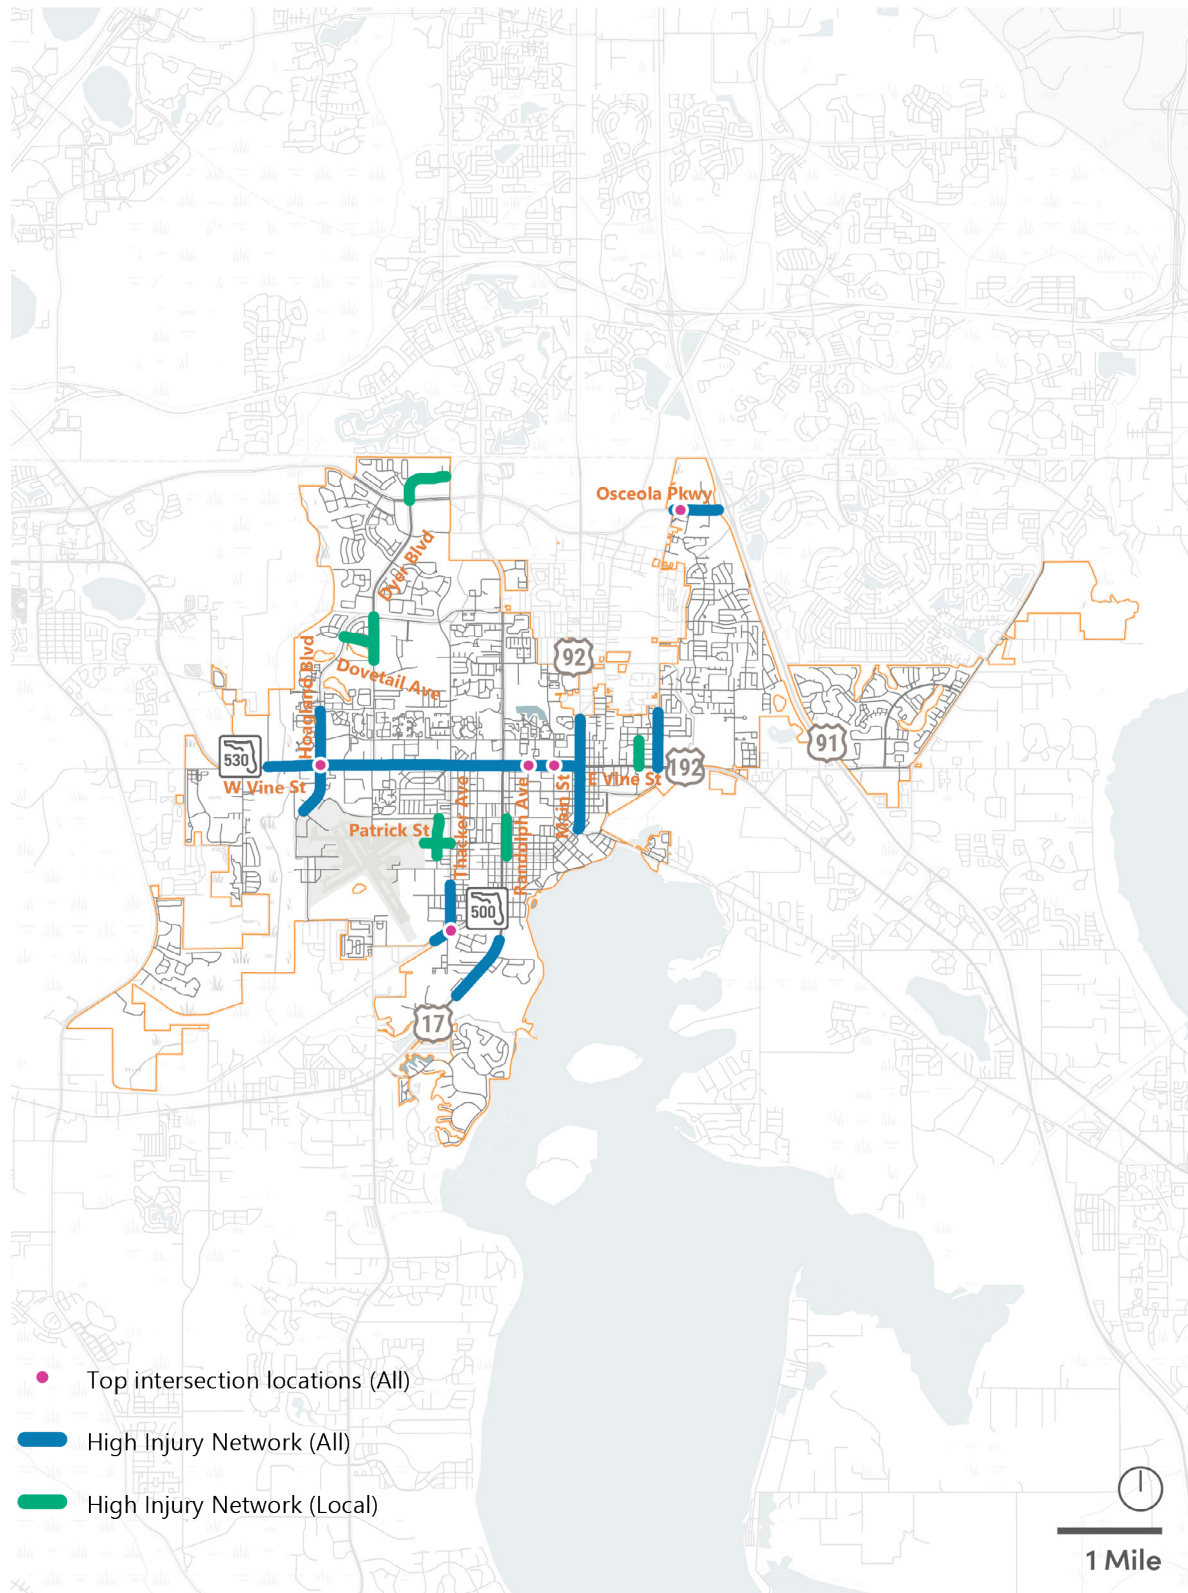 Osceola Pkwy
Dyer Blvd
Hoagland Blvd
92
Dovetail Ave
91
530
192
W Vine St
E Vine St
Patrick St
Thacker Ave
Randolph Ave
Main St
500
17
Top intersection locations (All)
High Injury Network (All)
High Injury Network (Local)
1 Mile